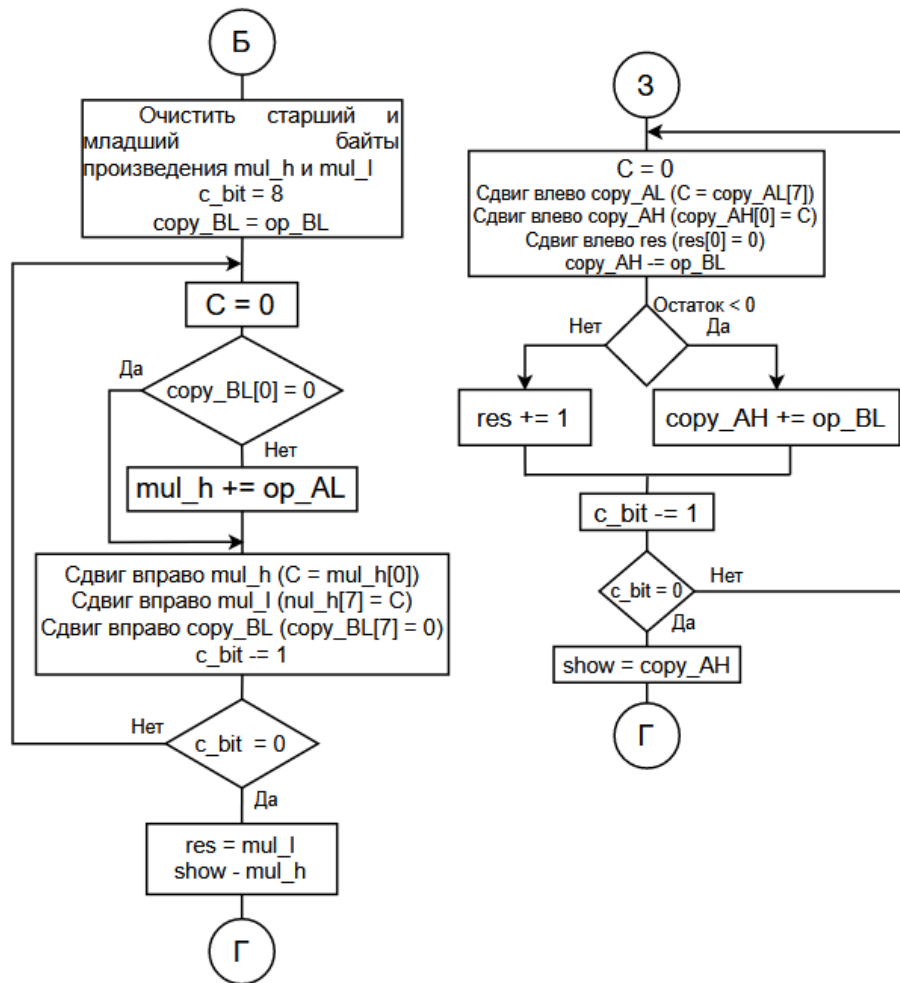 Б
Очистить старший и
младший байты
произведения mul_h и mul_l
c_bit = 8
copy_BL = op_BL
C = 0
Да
copy_BL[0] = 0
Нет
mul_h += op_AL
Сдвиг вправо mul_h (C = mul_h[0])
Сдвиг вправо mul_l (nul_h[7] = C)
Сдвиг вправо copy_BL (copy_BL[7] = 0)
c_bit -= 1
Нет
c_bit = 0
Да
res = mul_l
show - mul_h
Г
З
C = 0
Сдвиг влево copy_AL (C = copy_AL[7])
Сдвиг влево copy_AH (copy_AH[0] = C)
Сдвиг влево res (res[0] = 0)
copy_AH -= op_BL
Остаток < 0
Нет
Да
res += 1
copy_AH += op_BL
c_bit -= 1
c_bit = 0
Нет
Да
show = copy_AH
Г